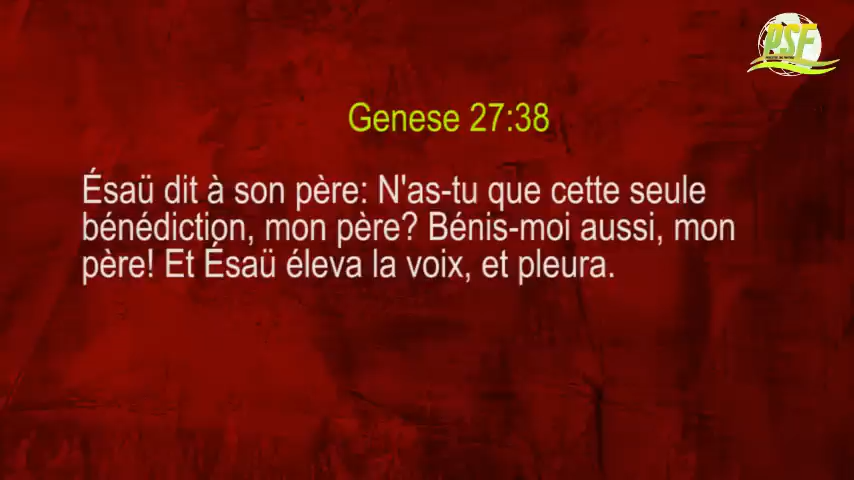 PSF
Genese 27:38
Ésaü dit à son père: N'as-tu que cette seule
bénédiction, mon père? Bénis-moi aussi, mon
père! Et Ésaü éleva la voix, et pleura.